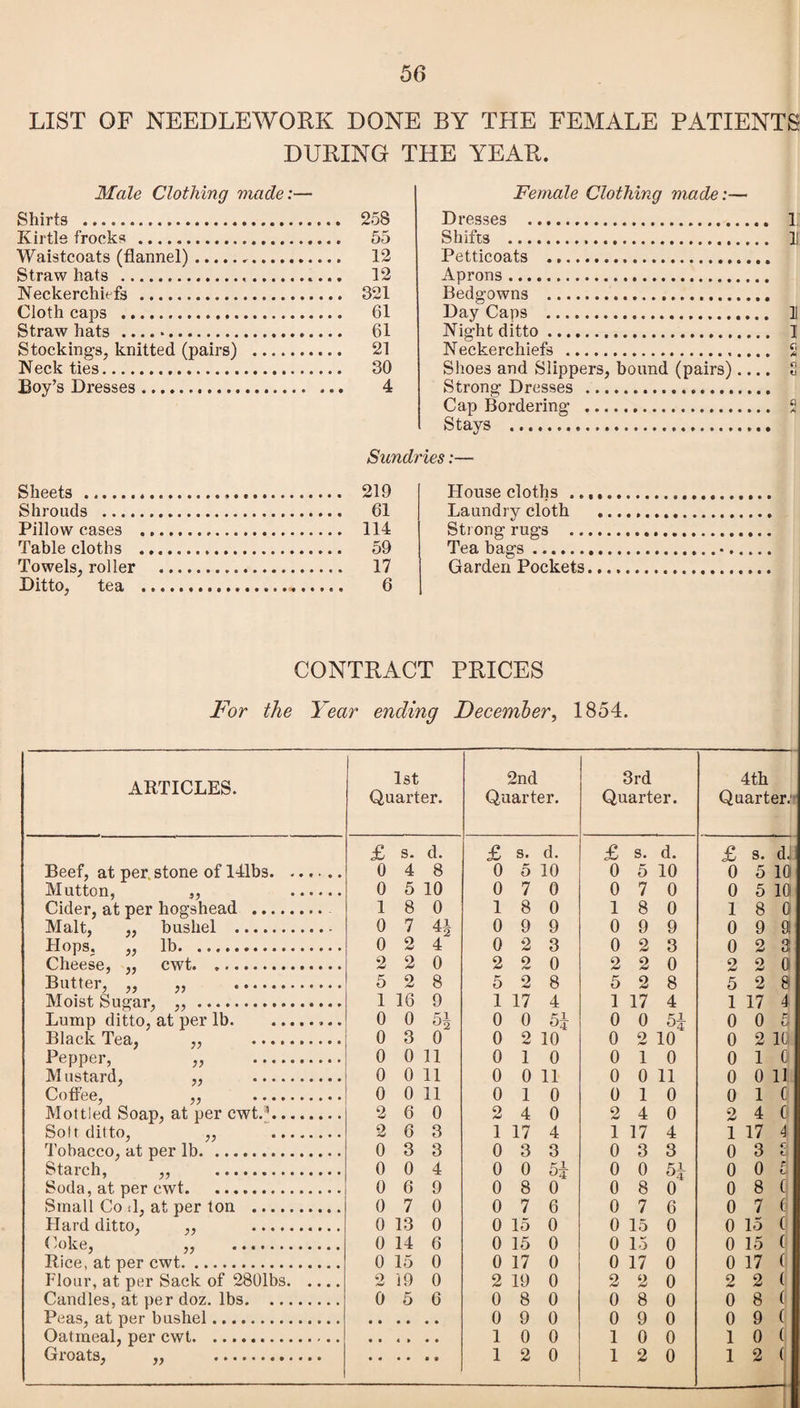 56
LIST OF NEEDLEWORK DONE BY THE FEMALE PATIENTS
DURING THE YEAR.
Male Clothing made:—
Shirts .......... 258
Kirtle frocks .......... 55
Waistcoats (flannel) .......... 12
Straw hats .......... 12
Neckerchiefs .......... 321
Cloth caps .......... 61
Straw hats .......... 61
Stockings, knitted (pairs) .......... 21
Neck ties .......... 30
Boy's Dresses .......... 4
Female Clothing made:—
Dresses .......... 1
Shifts .......... 1
Petticoats ..........
Aprons ..........
Bedgowns ..........
Day Caps .......... 1
Night ditto .......... 1
Neckerchiefs .......... 2
Shoes and Slippers, bound (pairs) ....
Strong Dresses ..........
Cap Bordering .......... 2
Stays ..........
Sundries:—
Sheets .......... 219
Shrouds .......... 61
Pillow cases .......... 114
Table cloths .......... 59
Towels, roller .......... 17
Ditto, tea .......... 6
House cloths ..........
Laundry cloth ..........
Strong rugs ..........
Tea bags ..........
Garden Pockets ..........
CONTRACT PRICES
For the Year ending December, 1854.
ARTICLES. 1st Quarter. 2nd Quarter. 3rd Quarter. 4th Quarter.
£ s. d. £ s. d. £ s. d. £ s. d.
Beef, at per stone of 14lbs. ...... 0 4 8 0 5 10 0 5 10 0 5 10
Mutton, ,, ...... 0 5 10 0 7 0 0 7 0 0 5 10
Cider, at per hogshead ...... 1 8 0 1 8 0 1 8 0 1 8 0
Malt, ,, bushel ...... 0 7 4½ 0 9 9 0 9 9 0 9 9
Hops, ,, lb. ...... 0 2 4 0 2 3 0 2 3 0 2 3
Cheese, ,, cwt. ...... 2 2 0 2 2 0 2 2 0 2 2 0
Butter, ,, ,, ...... 5 2 8 5 2 8 5 2 8 5 2 8
Moist Sugar, ,, ...... 1 16 9 1 17 4 1 17 4 1 17 4
Lump ditto, at per lb. ...... 0 0 5½ 0 0 5¼ 0 0 5¼ 0 0 5
Black Tea, ,, ...... 0 3 0 0 2 10 0 2 10 0 2 10
Pepper, ,, ...... 0 0 11 0 1 0 0 1 0 0 1 0
Mustard, ,, ...... 0 0 11 0 0 11 0 0 11 0 0 11
Coffee, ,, ...... 0 0 11 0 1 0 0 1 0 0 1 0
Mottled Soap, at per cwt. ...... 2 6 0 2 4 0 2 4 0 2 4 0
Soft ditto, ,, ...... 2 6 3 1 17 4 1 17 4 1 17 4
Tobacco, at per lb. ...... 0 3 3 0 3 3 0 3 3 0 3
Starch, ,, ...... 0 0 4 0 0 5¼ 0 0 5¼ 0 0
Soda, at per cwt. ...... 0 6 9 0 8 0 0 8 0 0 8
Small Coal, at per ton ...... 0 7 0 0 7 6 0 7 6 0 7
Hard ditto, ,, ...... 0 13 0 0 15 0 0 15 0 0 15
Coke, ,, ...... 0 14 6 0 15 0 0 15 0 0 15
Rice, at per cwt. ...... 0 15 0 0 17 0 0 17 0 0 17
Flour, at per Sack of 280lbs. ..... 2 19 0 2 19 0 2 2 0 2 2
Candles, at per doz. lbs. ...... 0 5 6 0 8 0 0 8 0 0 8
Peas, at per bushel ...... .. .. .. 0 9 0 0 9 0 0 9
Oatmeal, per cwt. ...... .. .. .. 1 0 0 1 0 0 1 0
Groats, ,, ...... .. .. .. 1 2 0 1 2 0 1 2